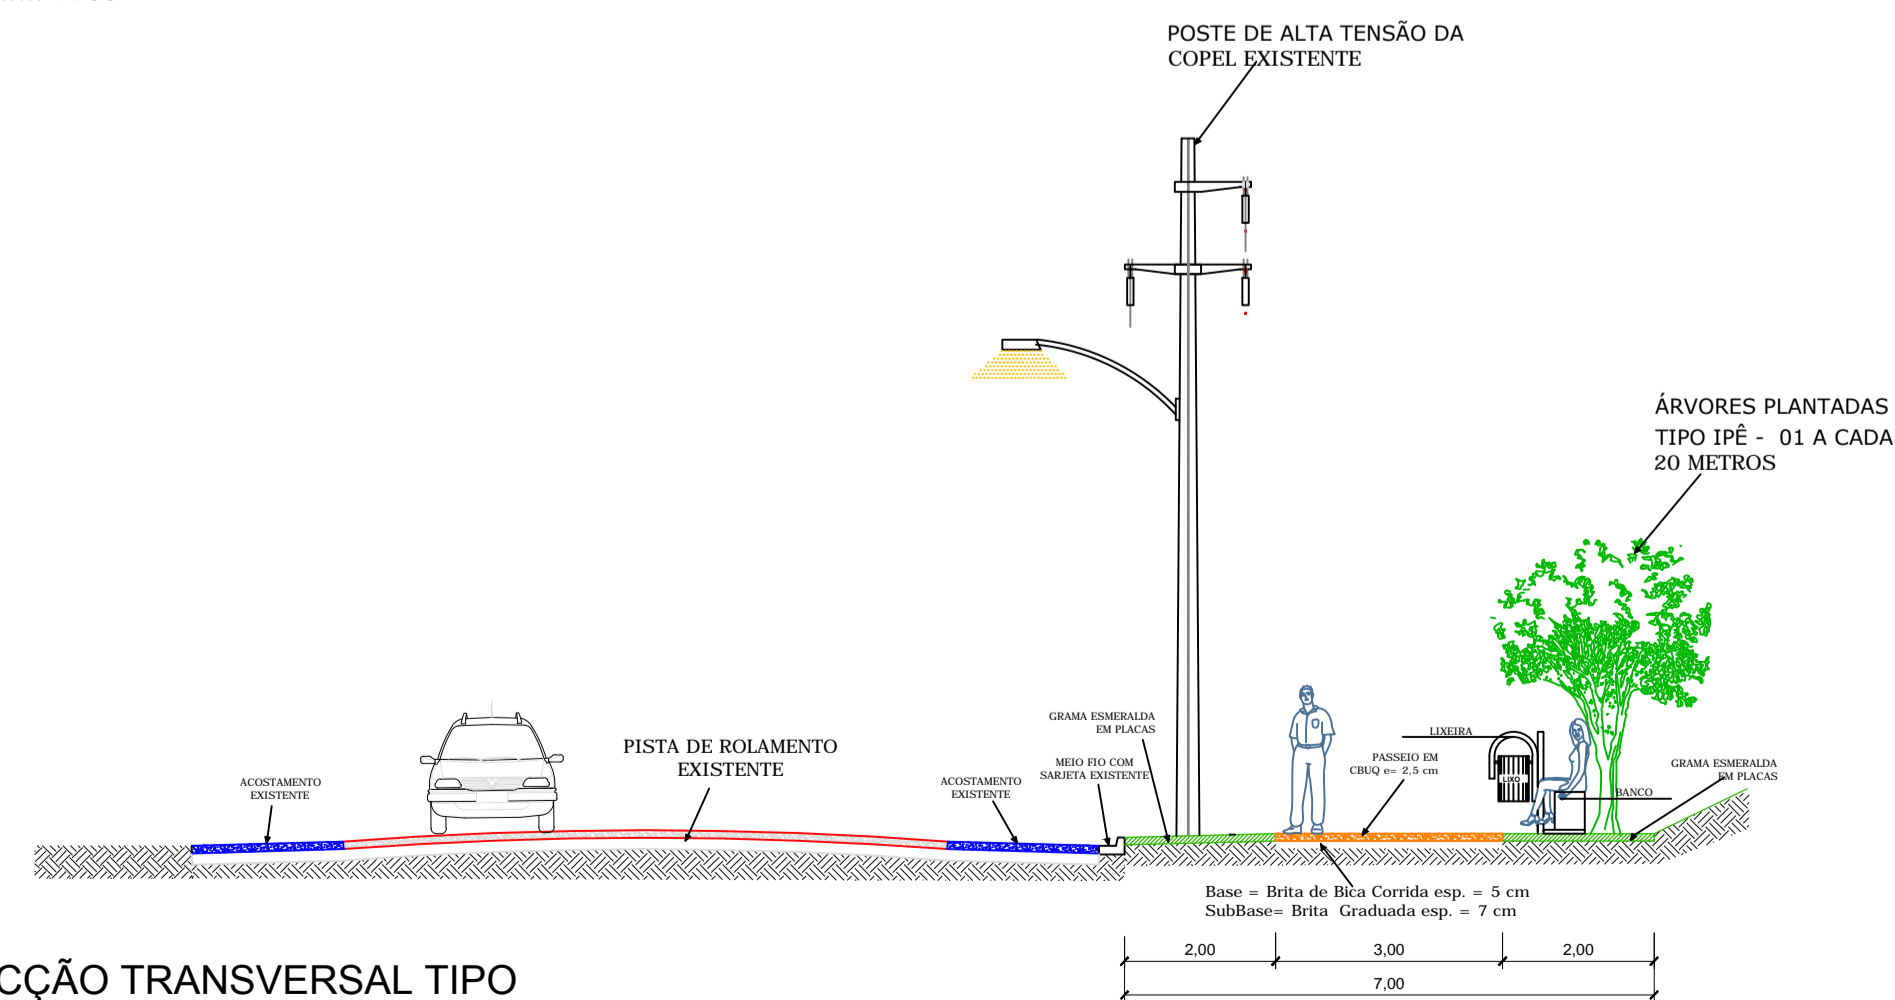 POSTE DE ALTA TENSÃO DA
COPEL EXISTENTE
ÁRVORES PLANTADAS
TIPO IPÊ - 01 A CADA
20 METROS
GRAMA ESMERALDA
EM PLACAS
LIXEIRA
PISTA DE ROLAMENTO
EXISTENTE
MEIO FIO COM
SARJETA EXISTENTE
PASSEIO EM
CBUQ e= 2,5 cm
GRAMA ESMERALDA
EM PLACAS
ACOSTAMENTO
EXISTENTE
ACOSTAMENTO
EXISTENTE
LIXO
BANCO
Base = Brita de Bica Corrida esp. = 5 cm
SubBase= Brita Graduada esp. = 7 cm
2,00
3,00
2,00
7,00
CÇÃO TRANSVERSAL TIPO